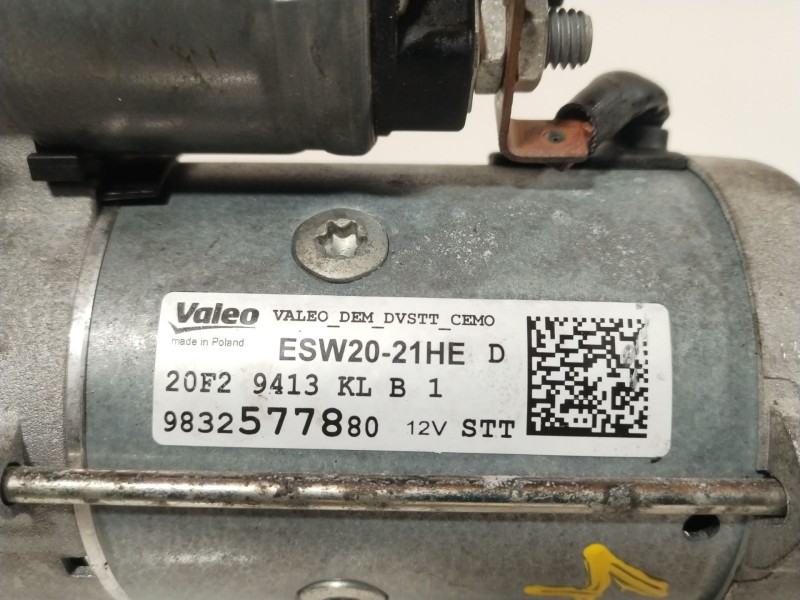 Valeo VALEO_DEM_DVSTT_CEMO
made in Poland ESW20-21HE D
20F2 9413 KL B 1
9832577880 12V STT